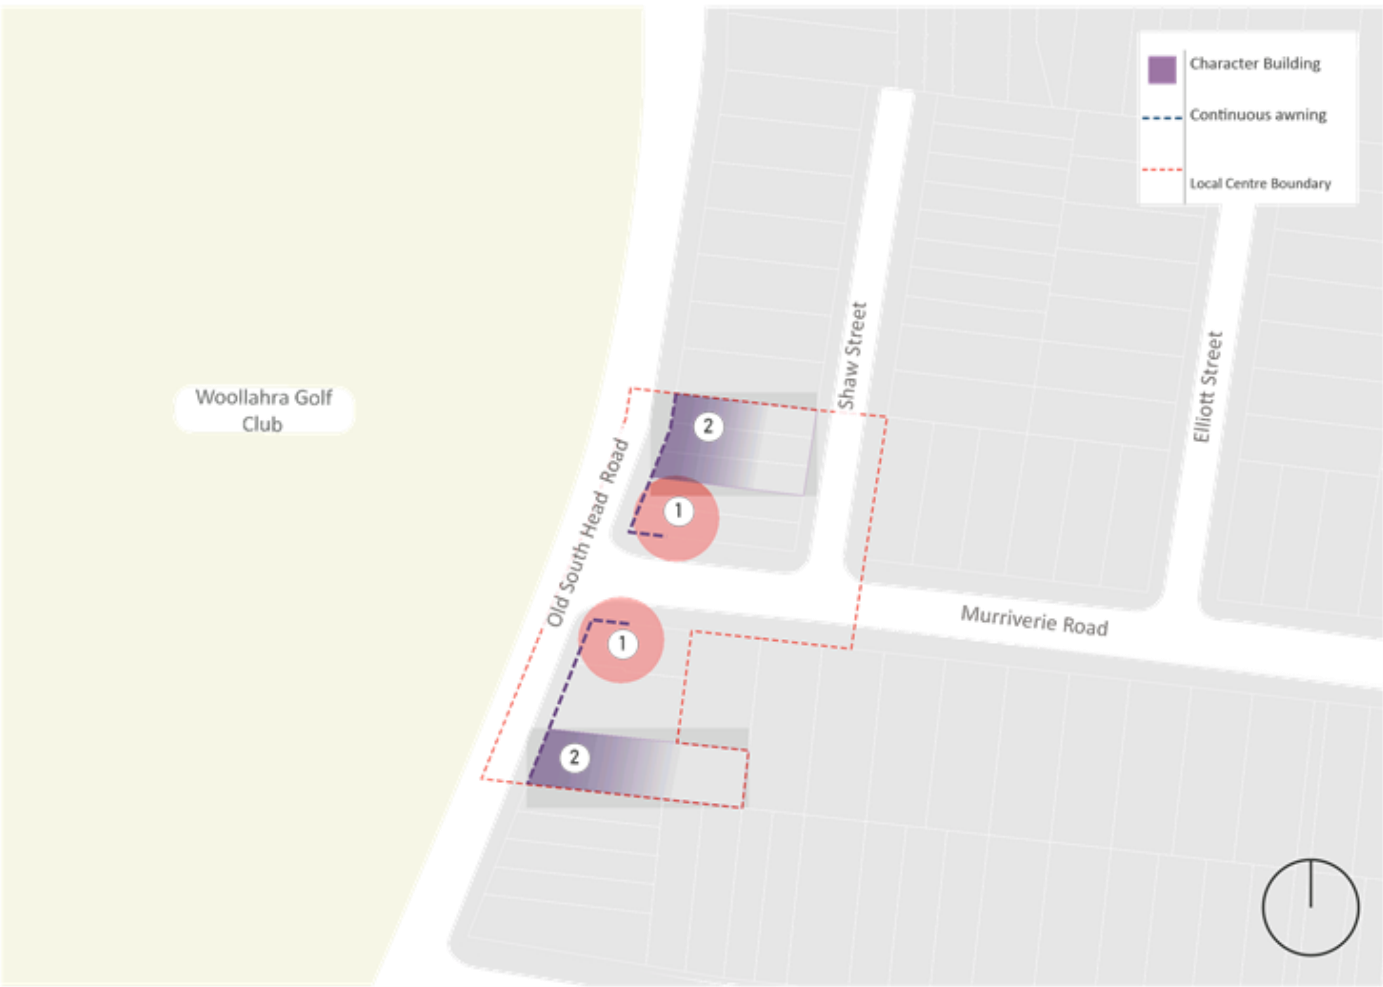 Character Building
Continuous awning
Local Centre Boundary
Woollahra Golf
Club
Shaw Street
Elliott Street
Old South Head Road
2
1
Murriverie Road
1
2